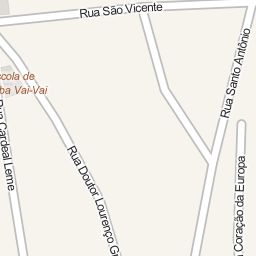 Rua São Vicente
Rua Santo Antônio
scola de
ba Vai-Vai
Rua Cardeal Leme
Rua Doutor Lourenço G
Coração da Europa